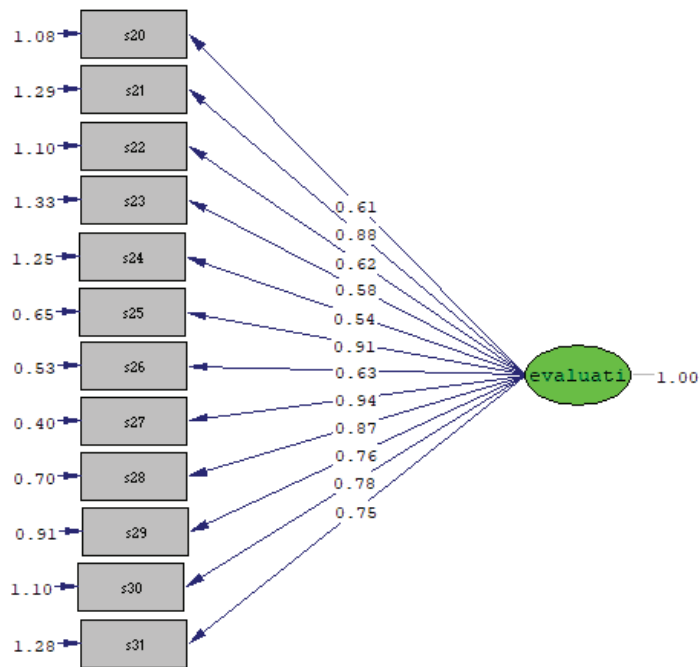 1.08 s20
1.29 s21
1.10 s22
1.33 s23
1.25 s24
0.65 s25
0.53 s26
0.40 s27
0.70 s28
0.91 s29
1.10 s30
1.28 s31
0.61
0.88
0.62
0.58
0.54
0.91
0.63
0.94
0.87
0.76
0.78
0.75
evaluati 1.00